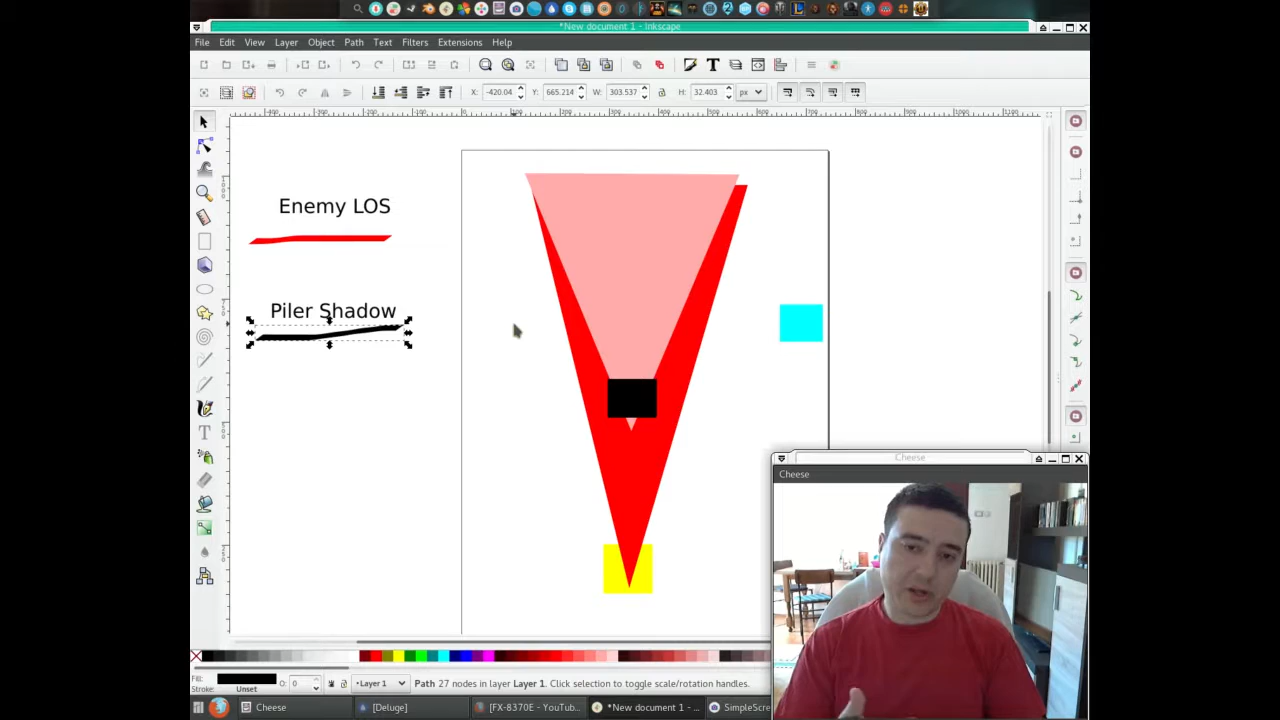 *New document 1 - Inkscape
File Edit View Layer Object Path Text Filters Extensions Help
X: -420.04 Y: 665.214 W: 303.537 H: 32.403 px
Enemy LOS
Piler Shadow
Cheese
Cheese
Fill:
Stroke: Unset
O: 0
Layer 1
Path 27 nodes in layer Layer 1. Click selection to toggle scale/rotation handles.
Cheese [Deluge] [FX-8370E - YouTub... *New document 1 - ... SimpleScre